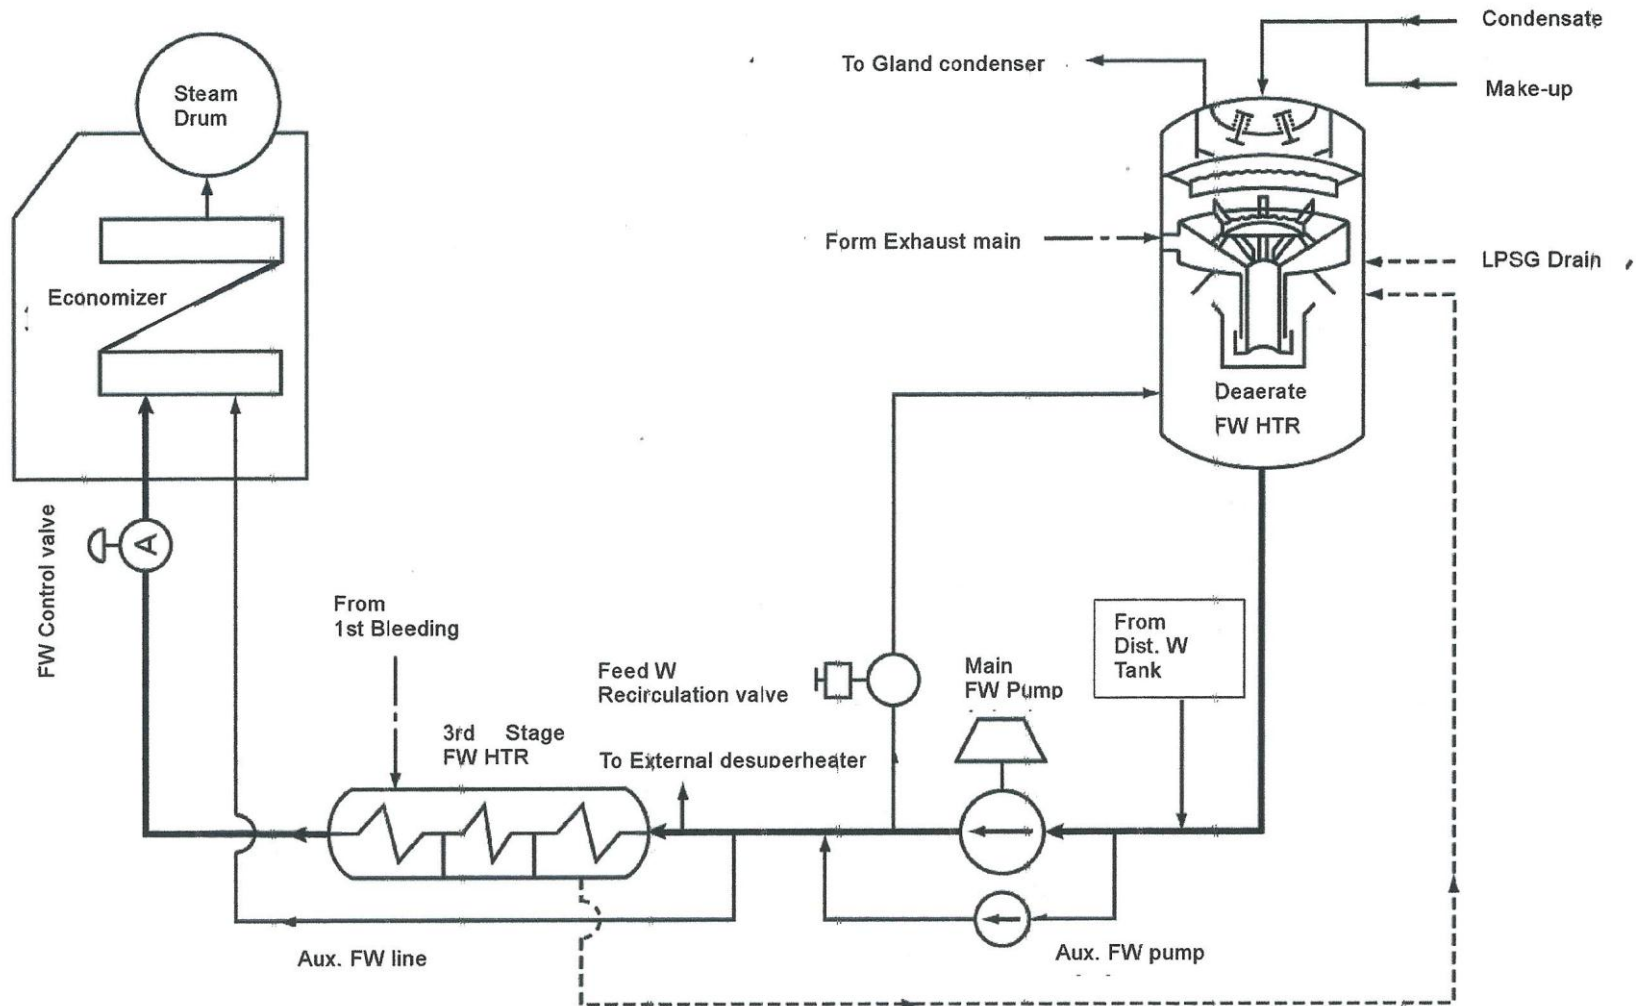 Condensate
To Gland condenser
Make-up
Steam
Drum
Form Exhaust main
LPSG Drain
Economizer
Deaerate
FW HTR
FW Control valve
A
From
1st Bleeding
From
Dist. W
Tank
Feed W
Recirculation valve
Main
FW Pump
3rd Stage
FW HTR
To External desuperheater
Aux. FW line
Aux. FW pump